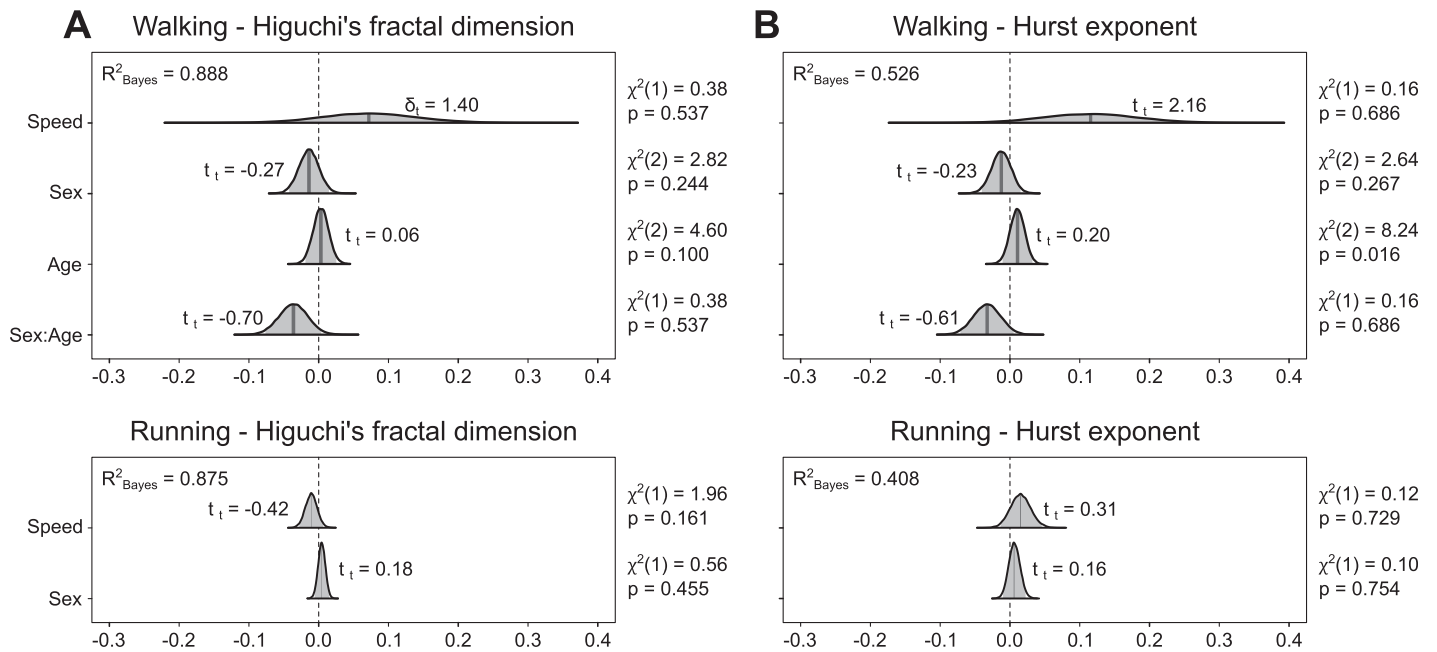 A Walking - Higuchi's fractal dimension
R²Bayes = 0.888
Speed
δt = 1.40
χ²(1) = 0.38
p = 0.537
Sex
t t = -0.27
χ²(2) = 2.82
p = 0.244
Age
t t = 0.06
χ²(2) = 4.60
p = 0.100
Sex:Age
t t = -0.70
χ²(1) = 0.38
p = 0.537
-0.3 -0.2 -0.1 0.0 0.1 0.2 0.3 0.4
B Walking - Hurst exponent
R²Bayes = 0.526
t t = 2.16
χ²(1) = 0.16
p = 0.686
t t = -0.23
χ²(2) = 2.64
p = 0.267
t t = 0.20
χ²(2) = 8.24
p = 0.016
t t = -0.61
χ²(1) = 0.16
p = 0.686
-0.3 -0.2 -0.1 0.0 0.1 0.2 0.3 0.4
Running - Higuchi's fractal dimension
R²Bayes = 0.875
Speed
t t = -0.42
χ²(1) = 1.96
p = 0.161
Sex
t t = 0.18
χ²(1) = 0.56
p = 0.455
-0.3 -0.2 -0.1 0.0 0.1 0.2 0.3 0.4
Running - Hurst exponent
R²Bayes = 0.408
t t = 0.31
χ²(1) = 0.12
p = 0.729
t t = 0.16
χ²(1) = 0.10
p = 0.754
-0.3 -0.2 -0.1 0.0 0.1 0.2 0.3 0.4